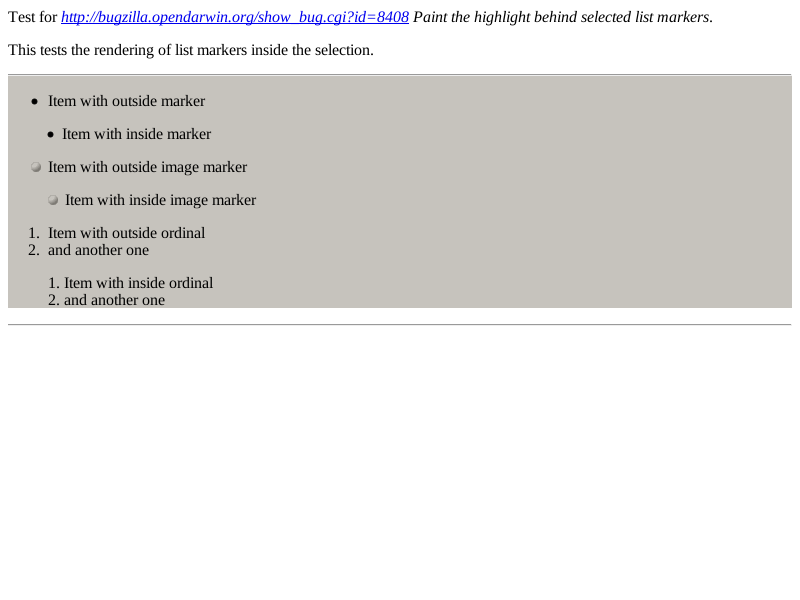 Test for http://bugzilla.opendarwin.org/show_bug.cgi?id=8408 Paint the highlight behind selected list markers.
This tests the rendering of list markers inside the selection.
• Item with outside marker
• Item with inside marker
Item with outside image marker
Item with inside image marker
1. Item with outside ordinal
2. and another one
1. Item with inside ordinal
2. and another one